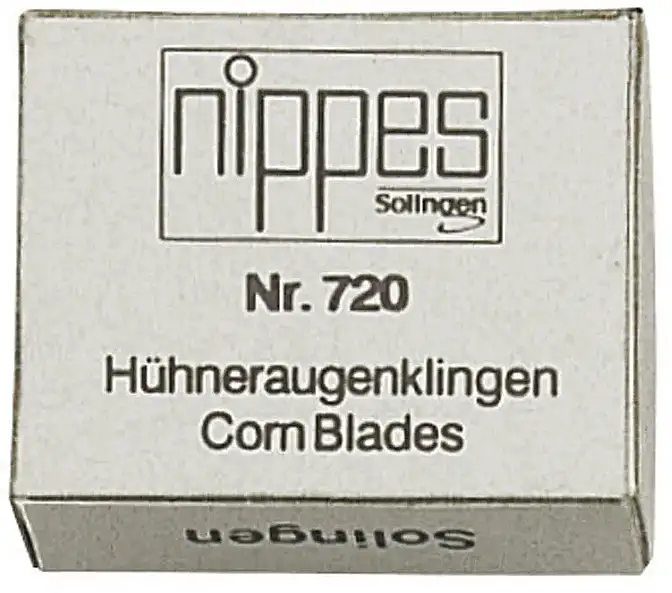 nippes
Solingen
Nr. 720
Hühneraugenklingen
Corn Blades
Solingen